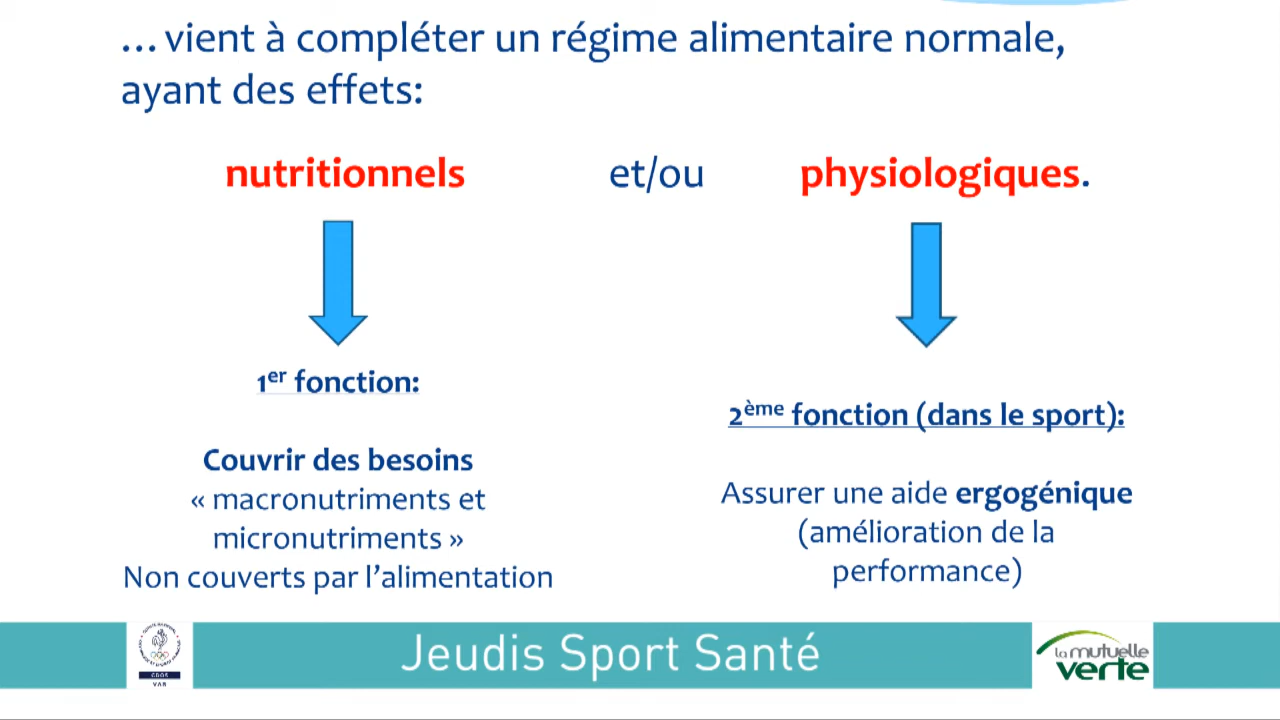 …vient à compléter un régime alimentaire normale,
ayant des effets:
nutritionnels et/ou physiologiques.
1er fonction:
Couvrir des besoins
« macronutriments et
micronutriments »
Non couverts par l’alimentation
2ème fonction (dans le sport):
Assurer une aide ergogénique
(amélioration de la
performance)
CDOS
VAR
Jeudis Sport Santé
la mutuelle
verte